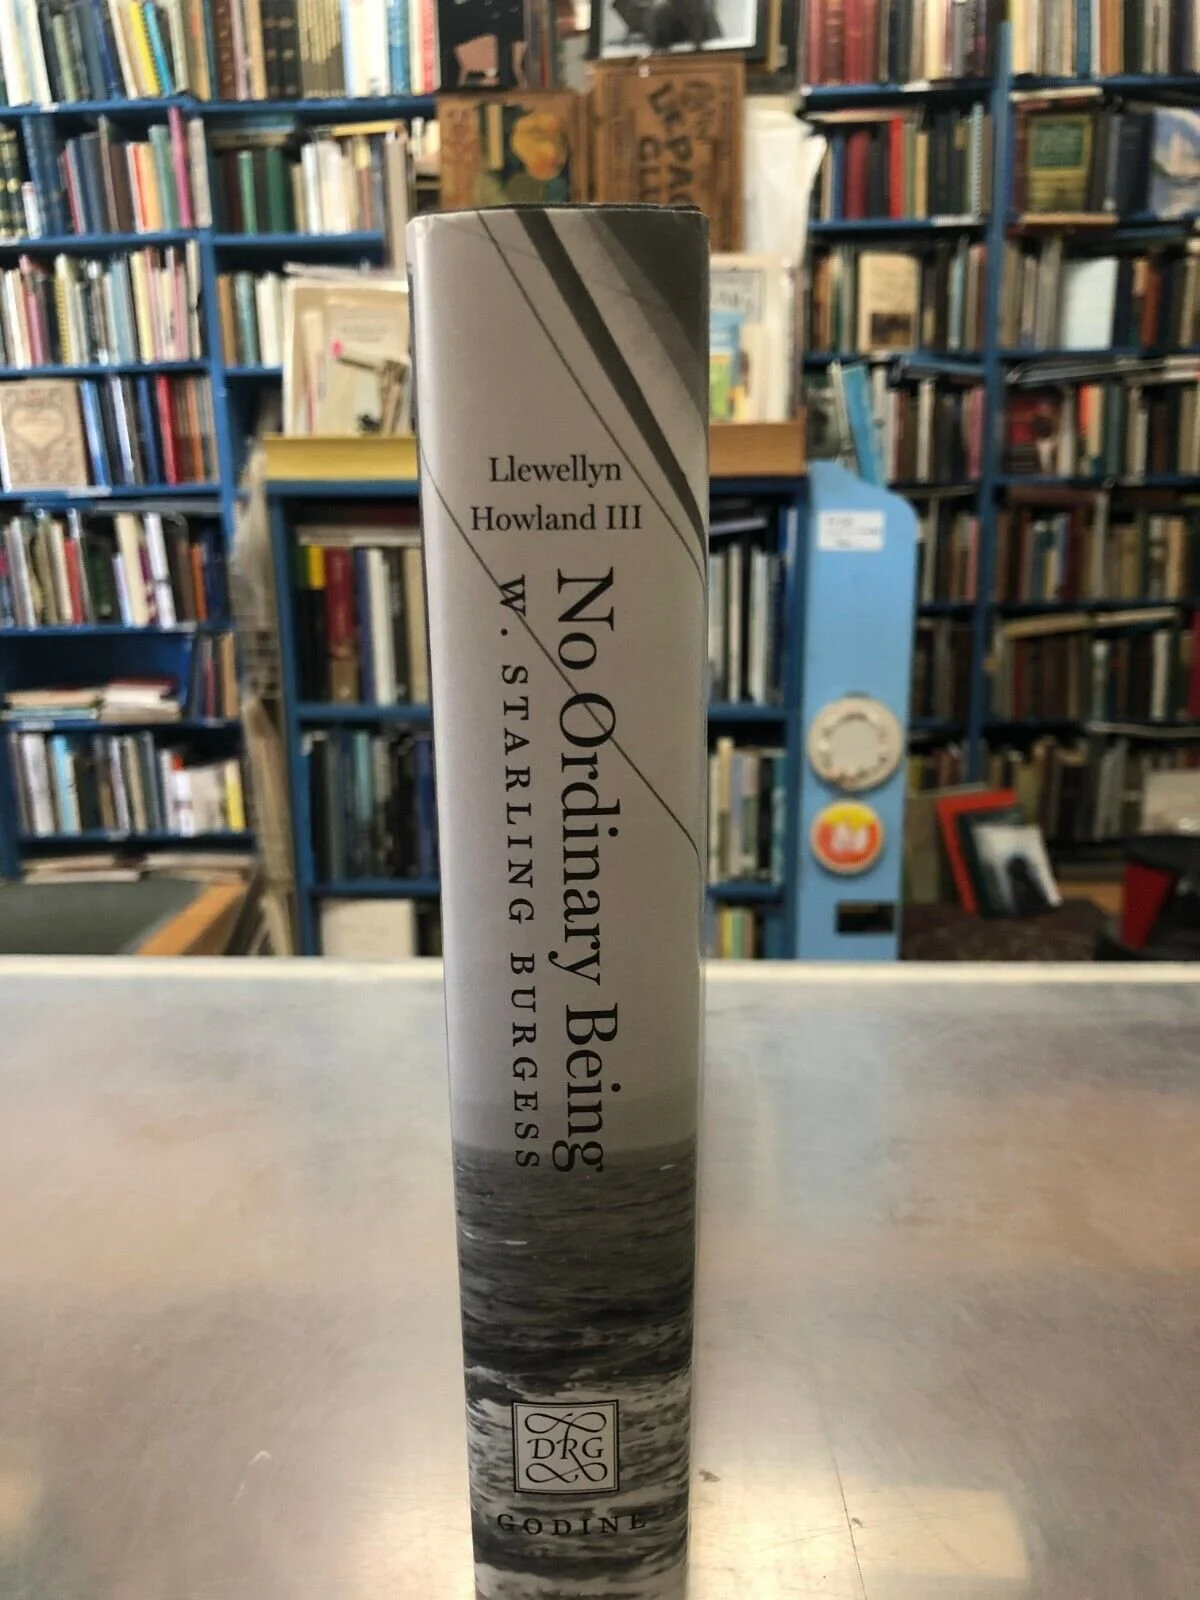 Llewellyn
Howland III
No Ordinary Being
W. STARLING BURGESS
DRG
GODINE